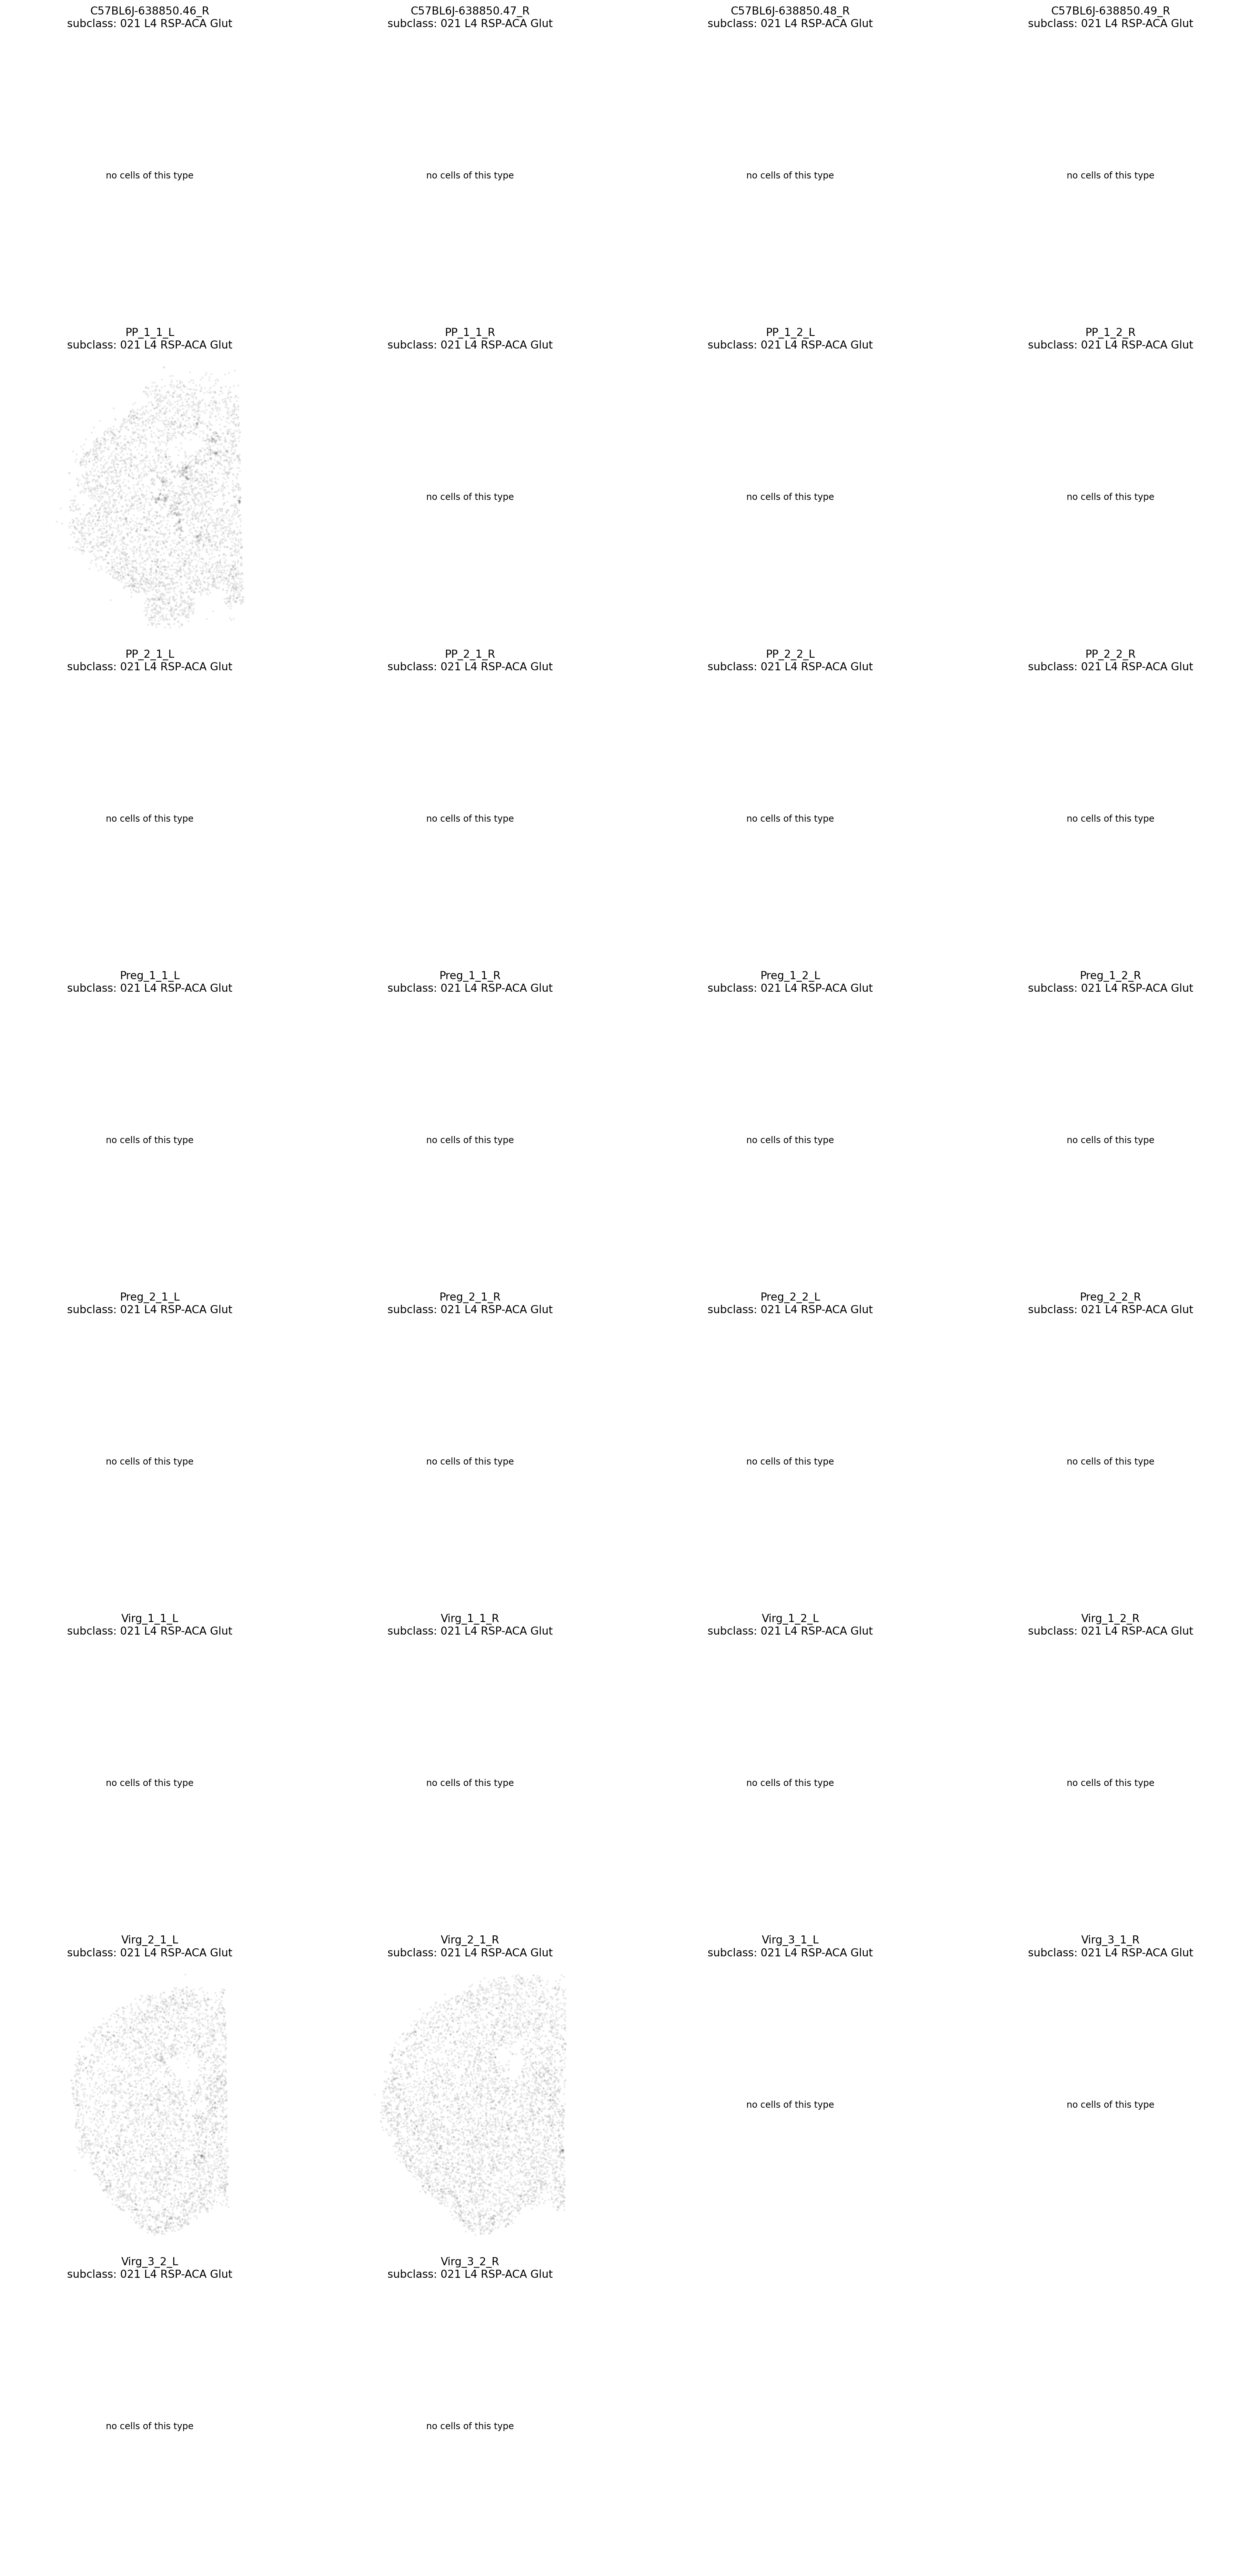 C57BL6J-638850.46_R
subclass: 021 L4 RSP-ACA Glut
C57BL6J-638850.47_R
subclass: 021 L4 RSP-ACA Glut
C57BL6J-638850.48_R
subclass: 021 L4 RSP-ACA Glut
C57BL6J-638850.49_R
subclass: 021 L4 RSP-ACA Glut
no cells of this type
no cells of this type
no cells of this type
no cells of this type
PP_1_1_L
subclass: 021 L4 RSP-ACA Glut
PP_1_1_R
subclass: 021 L4 RSP-ACA Glut
PP_1_2_L
subclass: 021 L4 RSP-ACA Glut
PP_1_2_R
subclass: 021 L4 RSP-ACA Glut
no cells of this type
no cells of this type
no cells of this type
PP_2_1_L
subclass: 021 L4 RSP-ACA Glut
PP_2_1_R
subclass: 021 L4 RSP-ACA Glut
PP_2_2_L
subclass: 021 L4 RSP-ACA Glut
PP_2_2_R
subclass: 021 L4 RSP-ACA Glut
no cells of this type
no cells of this type
no cells of this type
no cells of this type
Preg_1_1_L
subclass: 021 L4 RSP-ACA Glut
Preg_1_1_R
subclass: 021 L4 RSP-ACA Glut
Preg_1_2_L
subclass: 021 L4 RSP-ACA Glut
Preg_1_2_R
subclass: 021 L4 RSP-ACA Glut
no cells of this type
no cells of this type
no cells of this type
no cells of this type
Preg_2_1_L
subclass: 021 L4 RSP-ACA Glut
Preg_2_1_R
subclass: 021 L4 RSP-ACA Glut
Preg_2_2_L
subclass: 021 L4 RSP-ACA Glut
Preg_2_2_R
subclass: 021 L4 RSP-ACA Glut
no cells of this type
no cells of this type
no cells of this type
no cells of this type
Virg_1_1_L
subclass: 021 L4 RSP-ACA Glut
Virg_1_1_R
subclass: 021 L4 RSP-ACA Glut
Virg_1_2_L
subclass: 021 L4 RSP-ACA Glut
Virg_1_2_R
subclass: 021 L4 RSP-ACA Glut
no cells of this type
no cells of this type
no cells of this type
no cells of this type
Virg_2_1_L
subclass: 021 L4 RSP-ACA Glut
Virg_2_1_R
subclass: 021 L4 RSP-ACA Glut
Virg_3_1_L
subclass: 021 L4 RSP-ACA Glut
Virg_3_1_R
subclass: 021 L4 RSP-ACA Glut
no cells of this type
no cells of this type
Virg_3_2_L
subclass: 021 L4 RSP-ACA Glut
Virg_3_2_R
subclass: 021 L4 RSP-ACA Glut
no cells of this type
no cells of this type